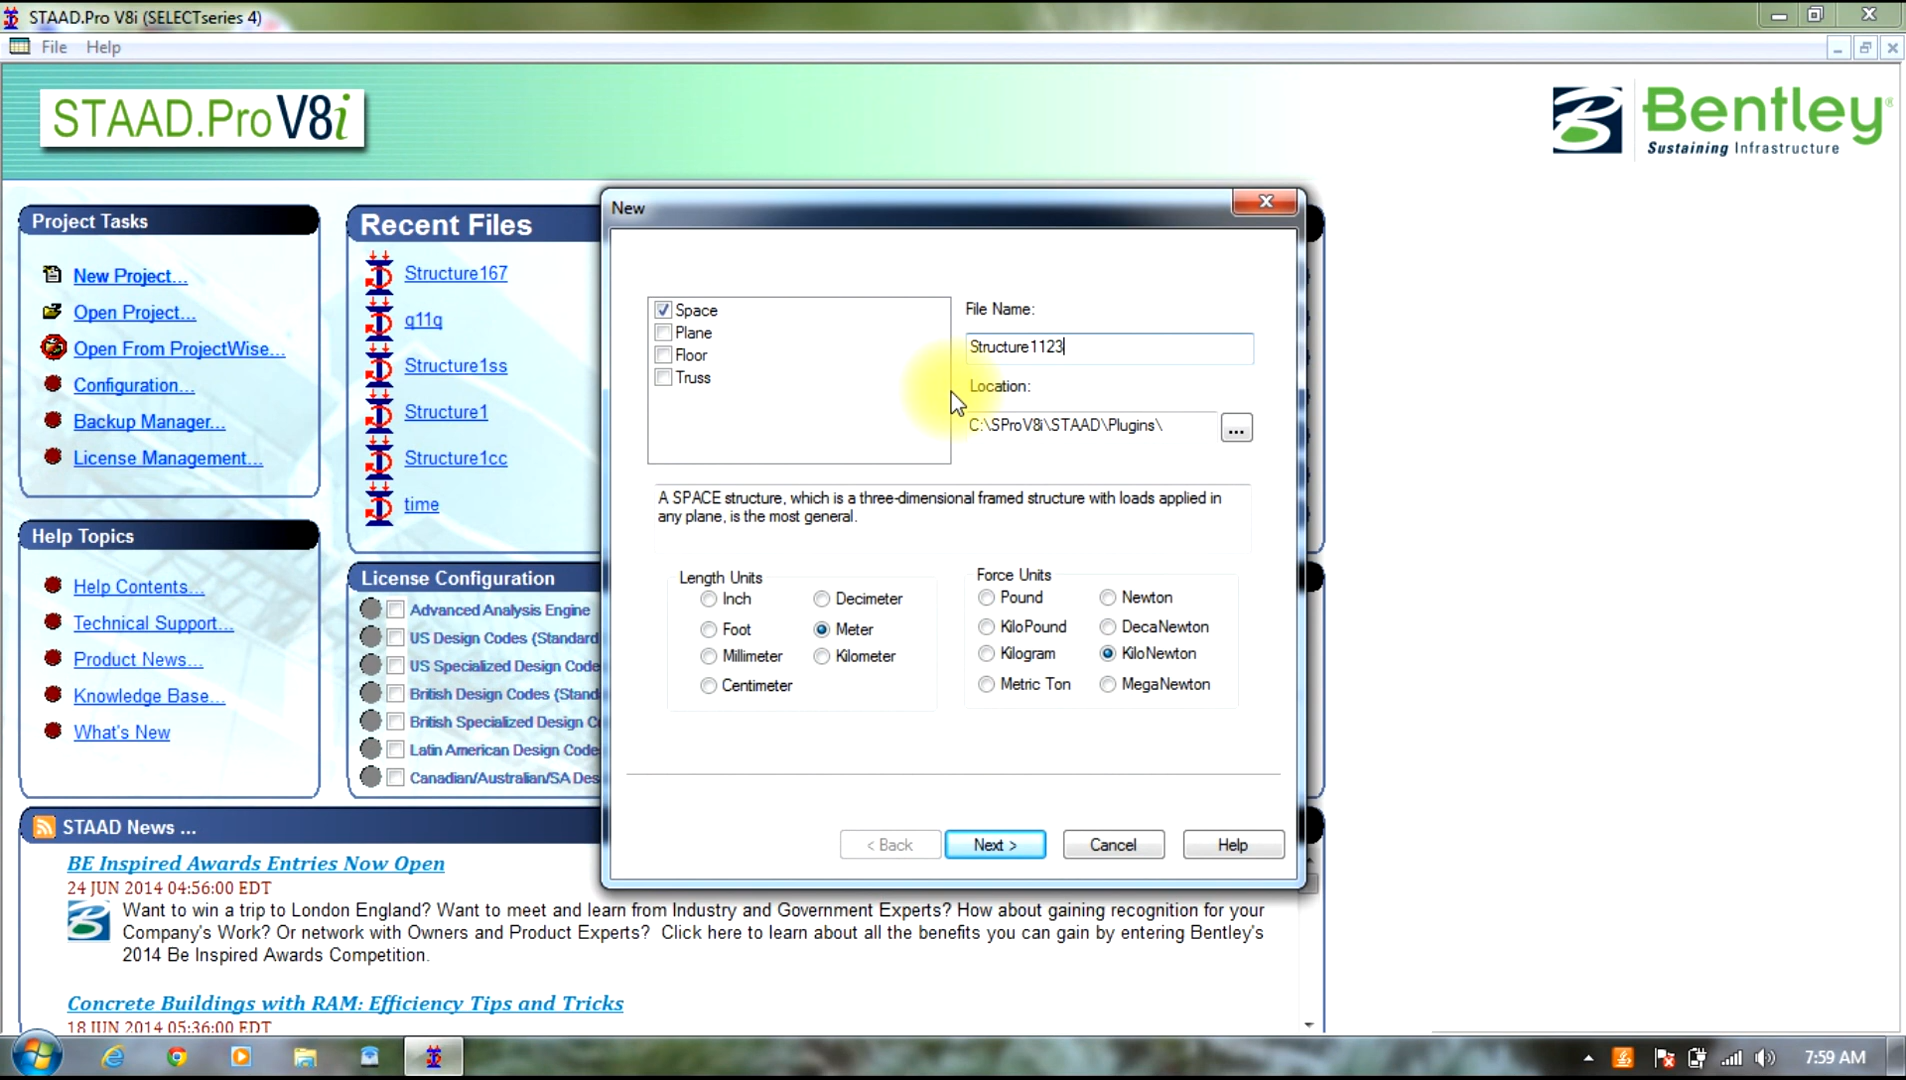 STAAD.Pro V8i (SELECTseries 4)
File Help
STAAD.Pro V8i
Bentley®
Sustaining Infrastructure
Project Tasks
New Project...
Open Project...
Open From ProjectWise...
Configuration...
Backup Manager...
License Management...
Recent Files
Structure167
q11q
Structure1ss
Structure1
Structure1cc
time
Help Topics
Help Contents...
Technical Support...
Product News...
Knowledge Base...
What's New
License Configuration
Advanced Analysis Engine
US Design Codes (Standard
US Specialized Design Code
British Design Codes (Stand
British Specialized Design C
Latin American Design Code
Canadian/Australian/SA Des
New
Space
Plane
Floor
Truss
File Name:
Structure1123
Location:
C:\SProV8i\STAAD\Plugins\
...
A SPACE structure, which is a three-dimensional framed structure with loads applied in
any plane, is the most general.
Length Units
Inch Decimeter
Foot Meter
Millimeter Kilometer
Centimeter
Force Units
Pound Newton
KiloPound DecaNewton
Kilogram KiloNewton
Metric Ton MegaNewton
< Back Next > Cancel Help
STAAD News ...
BE Inspired Awards Entries Now Open
24 JUN 2014 04:56:00 EDT
Want to win a trip to London England? Want to meet and learn from Industry and Government Experts? How about gaining recognition for your
Company's Work? Or network with Owners and Product Experts? Click here to learn about all the benefits you can gain by entering Bentley's
2014 Be Inspired Awards Competition.
Concrete Buildings with RAM: Efficiency Tips and Tricks
18 JUN 2014 05:36:00 EDT
7:59 AM